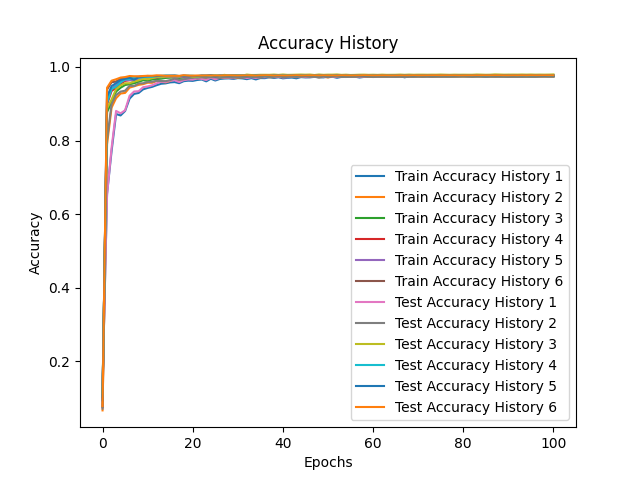 Accuracy History
1.0
0.8
0.6
0.4
0.2
Accuracy
Train Accuracy History 1
Train Accuracy History 2
Train Accuracy History 3
Train Accuracy History 4
Train Accuracy History 5
Train Accuracy History 6
Test Accuracy History 1
Test Accuracy History 2
Test Accuracy History 3
Test Accuracy History 4
Test Accuracy History 5
Test Accuracy History 6
0 20 40 60 80 100
Epochs